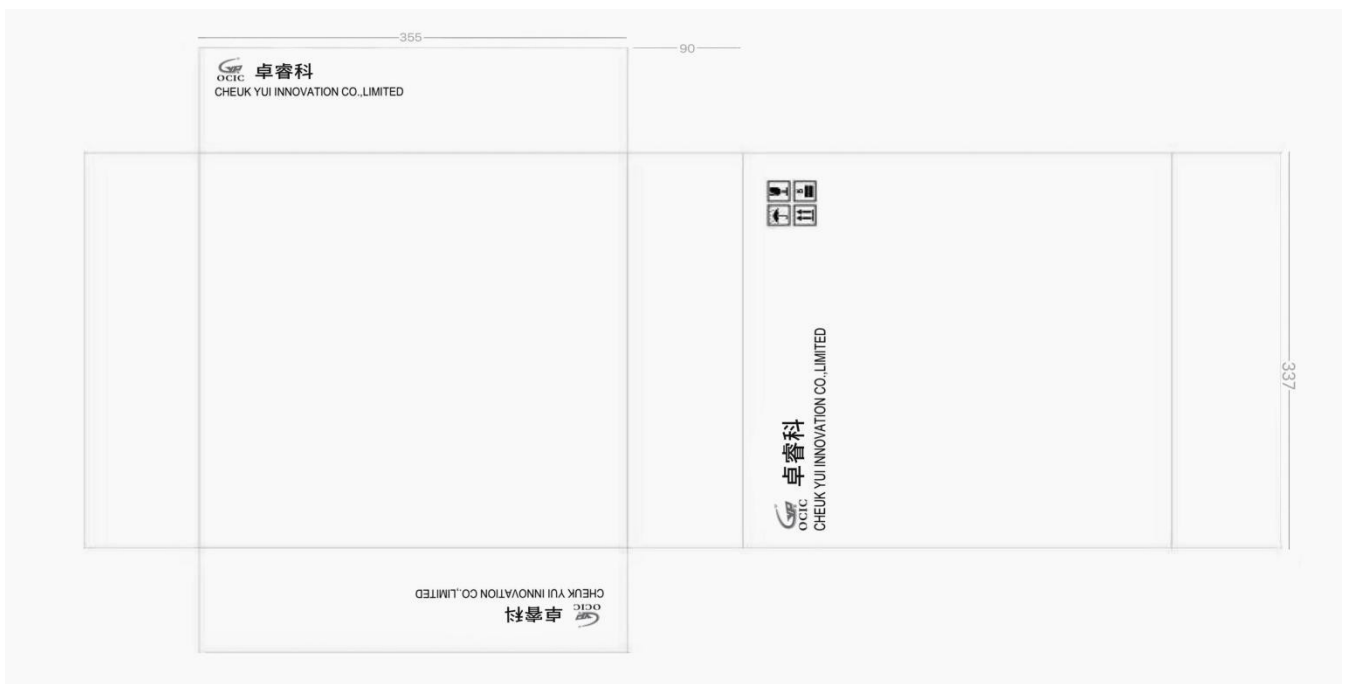 355
90
OCIC 卓睿科
CHEUK YUI INNOVATION CO.,LIMITED
337
OCIC 卓睿科
CHEUK YUI INNOVATION CO.,LIMITED
CHEUK YUI INNOVATION CO.,LIMITED
OCIC 卓睿科